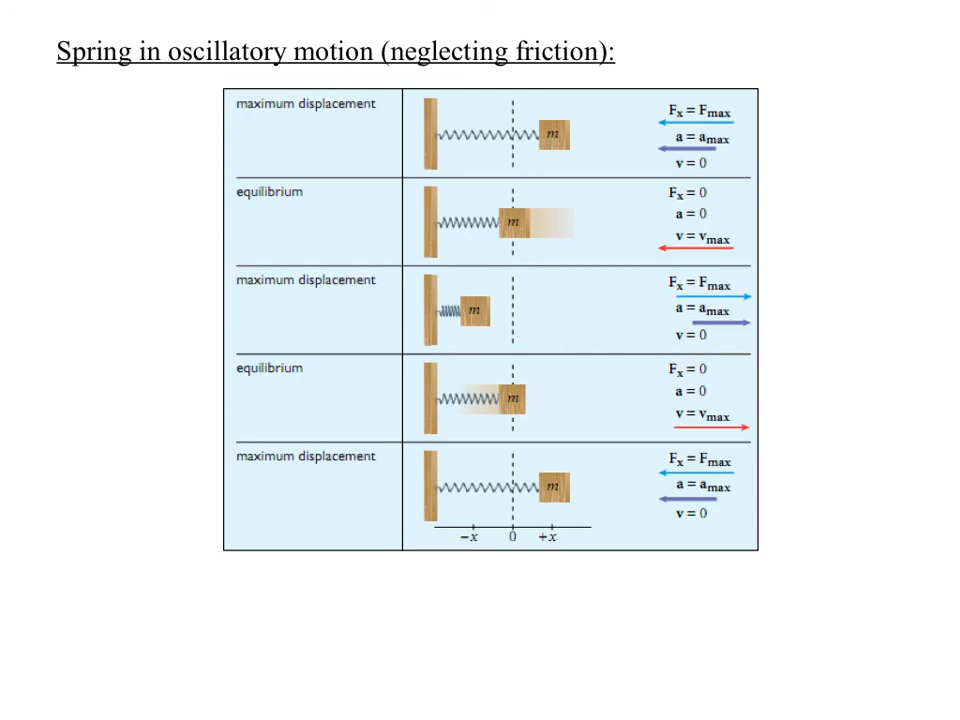 Spring in oscillatory motion (neglecting friction):
maximum displacement
m
Fx = Fmax
a = amax
v = 0
equilibrium
m
Fx = 0
a = 0
v = vmax
maximum displacement
m
Fx = Fmax
a = amax
v = 0
equilibrium
m
Fx = 0
a = 0
v = vmax
maximum displacement
m
Fx = Fmax
a = amax
v = 0
−x 0 +x